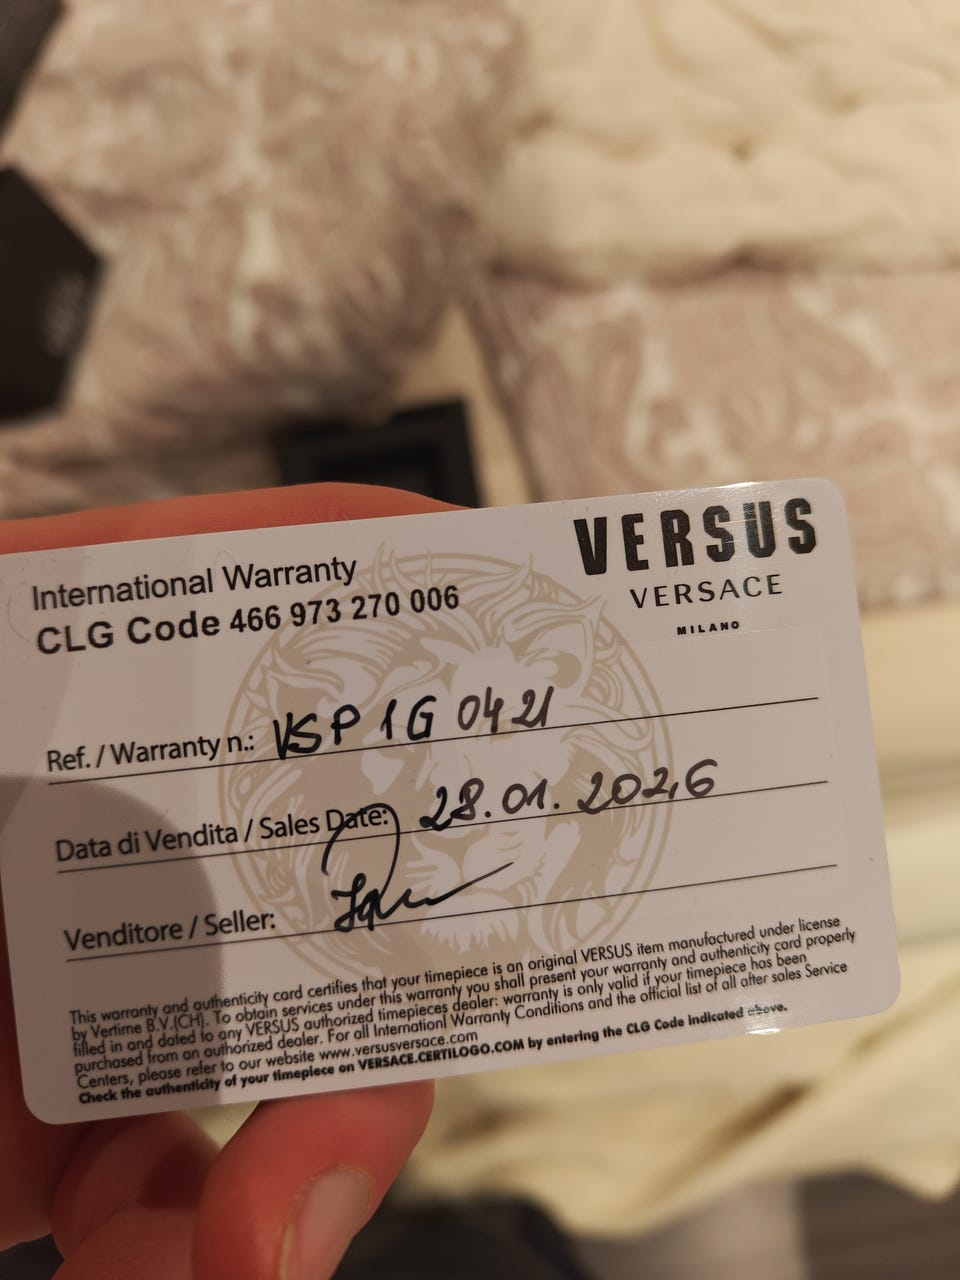 VERSUS
VERSACE
MILANO
International Warranty
CLG Code 466 973 270 006
Ref. / Warranty n.: VSP 1G 0421
Data di Vendita / Sales Date: 28.01.2026
Venditore / Seller:
This warranty and authenticity card certifies that your timepiece is an original VERSUS item manufactured under license
by Vertime B.V.(CH). To obtain services under this warranty you shall present your warranty and authenticity card properly
filled in and dated to any VERSUS authorized timepieces dealer: warranty is only valid if your timepiece has been
purchased from an authorized dealer. For all Internationl Warranty Conditions and the official list of all after sales Service
Centers, please refer to our website www.versusversace.com
Check the authenticity of your timepiece on VERSACE.CERTILOGO.COM by entering the CLG Code indicated above.